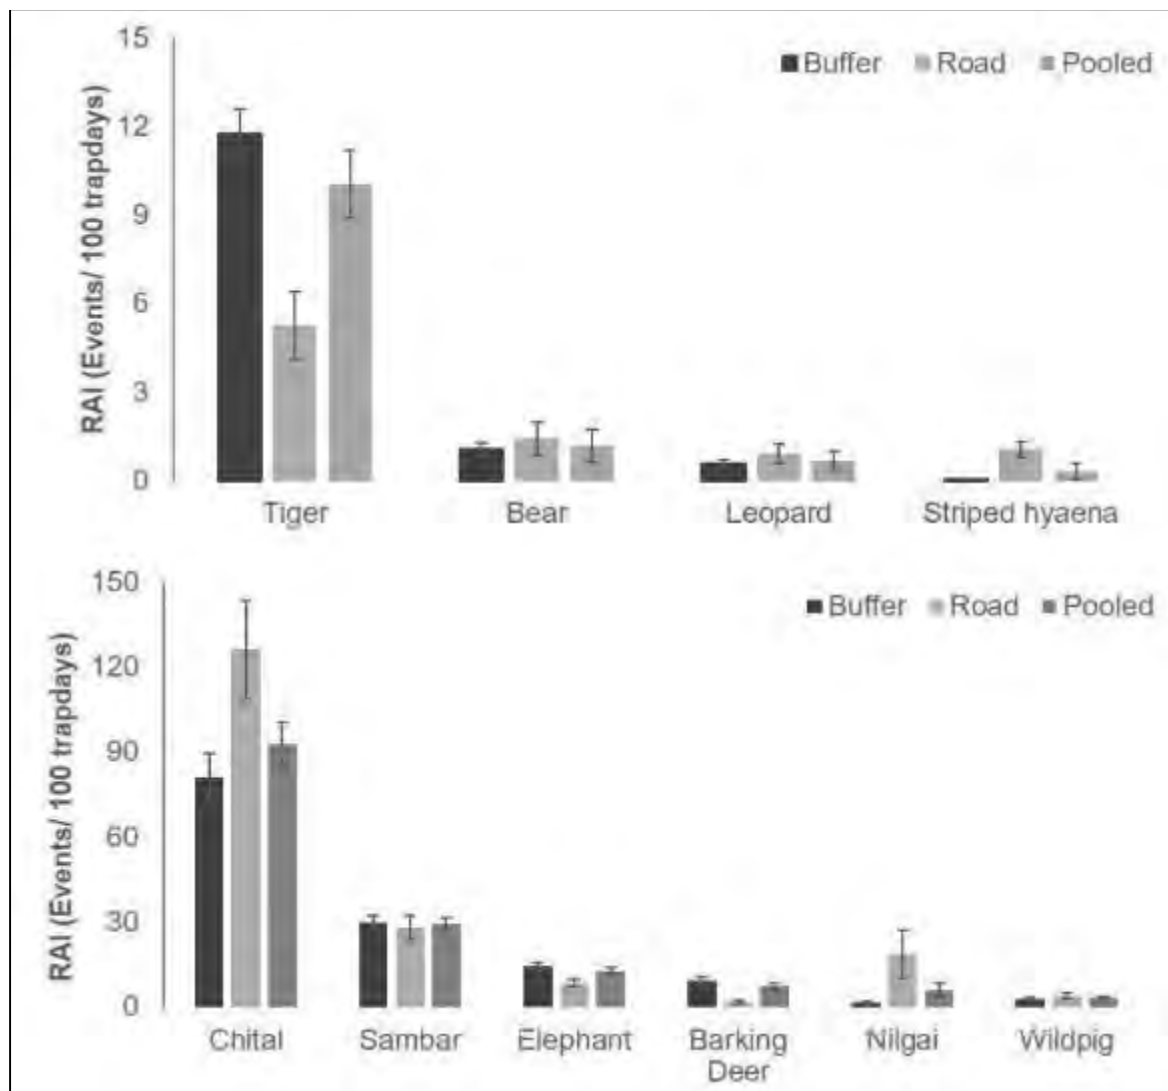 RAI (Events/ 100 trapdays)
15
12
9
6
3
0
Buffer Road Pooled
Tiger Bear Leopard Striped hyaena
RAI (Events/ 100 trapdays)
150
120
90
60
30
0
Buffer Road Pooled
Chital Sambar Elephant Barking Nilgai Wildpig
Deer